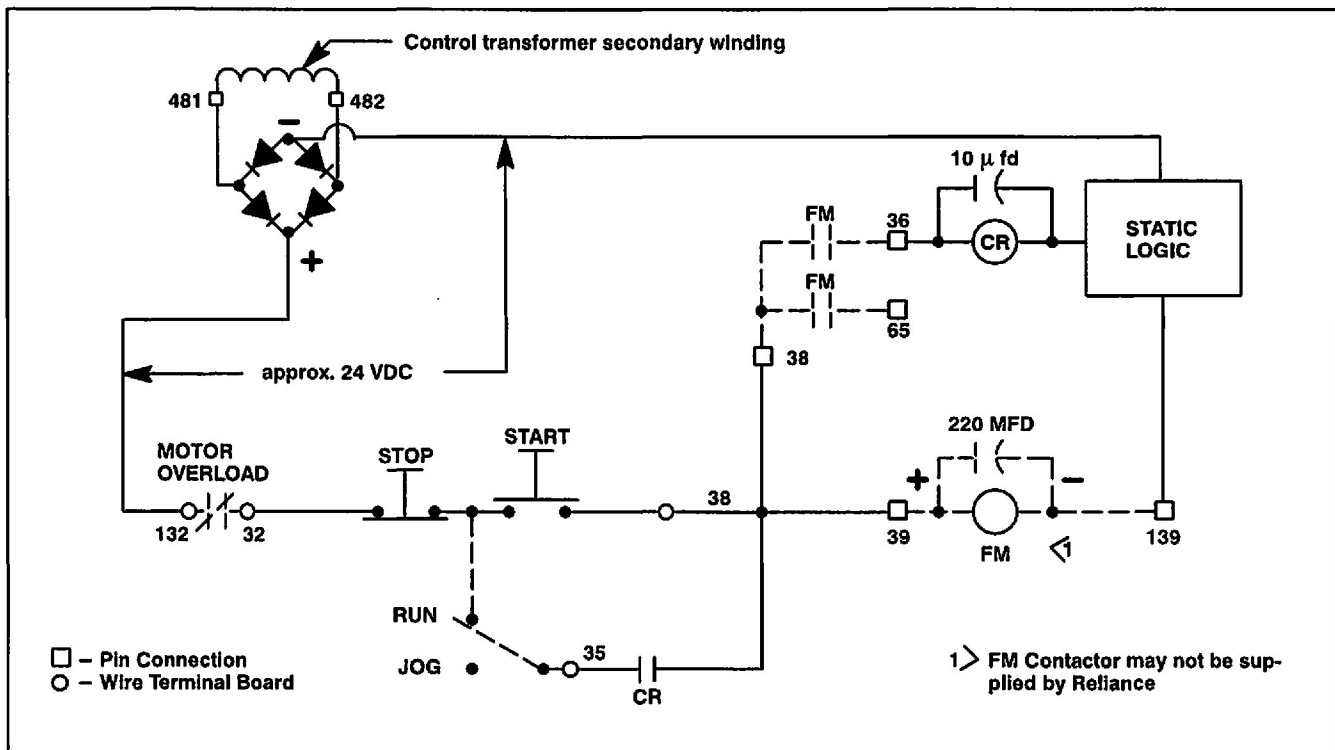 Control transformer secondary winding
481
482
−
10 μ fd
FM
36
CR
STATIC
LOGIC
+
FM
65
38
approx. 24 VDC
MOTOR
OVERLOAD
STOP
START
220 MFD
+
−
132
32
38
39
FM
1
139
RUN
JOG
35
CR
□ – Pin Connection
○ – Wire Terminal Board
1> FM Contactor may not be sup-
plied by Reliance